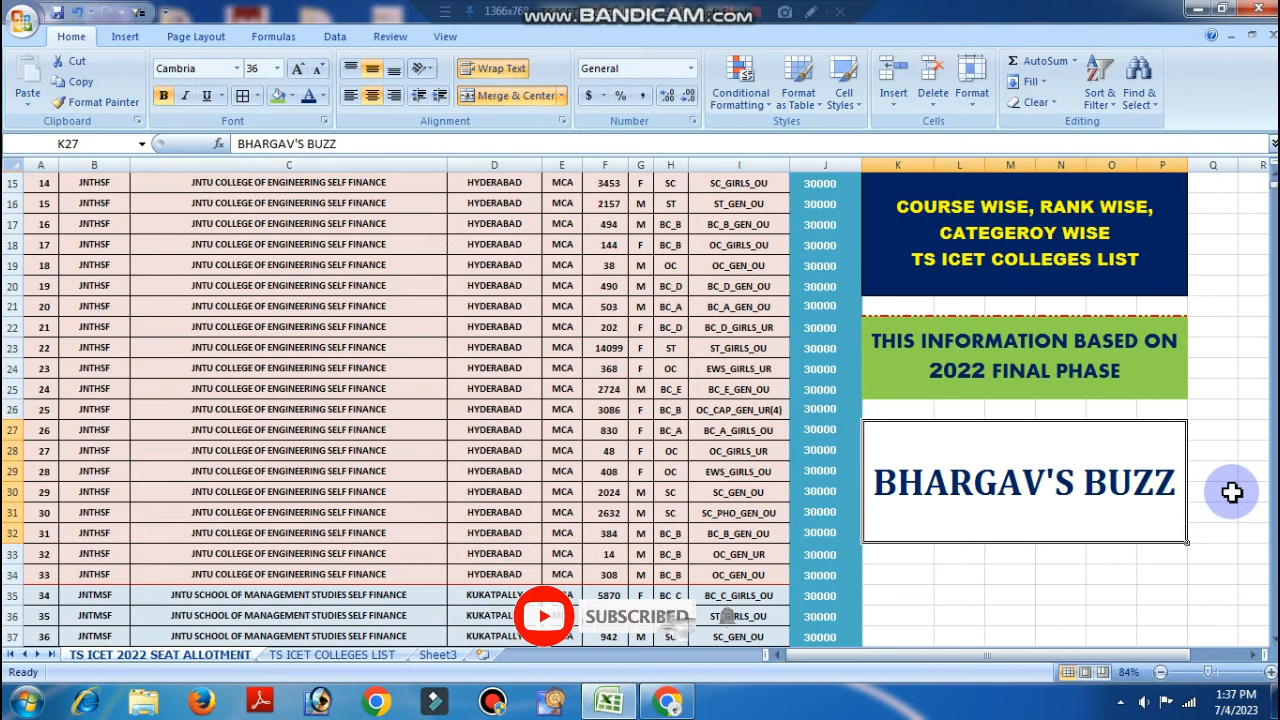 1366x768
www.BANDICAM.com
Home Insert Page Layout Formulas Data Review View
Cut
Copy
Format Painter
Paste
Cambria 36
B I U
Wrap Text
Merge & Center
General
$ % ,
Conditional Formatting
Format as Table
Cell Styles
Insert Delete Format
Σ AutoSum
Fill
Clear
Sort & Filter
Find & Select
Clipboard Font Alignment Number Styles Cells Editing
K27 fx BHARGAV'S BUZZ
A B C D E F G H I J K L M N O P Q R
15 14 JNTHSF JNTU COLLEGE OF ENGINEERING SELF FINANCE HYDERABAD MCA 3453 F SC SC_GIRLS_OU 30000
16 15 JNTHSF JNTU COLLEGE OF ENGINEERING SELF FINANCE HYDERABAD MCA 2157 M ST ST_GEN_OU 30000
17 16 JNTHSF JNTU COLLEGE OF ENGINEERING SELF FINANCE HYDERABAD MCA 494 M BC_B BC_B_GEN_OU 30000
18 17 JNTHSF JNTU COLLEGE OF ENGINEERING SELF FINANCE HYDERABAD MCA 144 F BC_B OC_GIRLS_OU 30000
19 18 JNTHSF JNTU COLLEGE OF ENGINEERING SELF FINANCE HYDERABAD MCA 38 M OC OC_GEN_OU 30000
20 19 JNTHSF JNTU COLLEGE OF ENGINEERING SELF FINANCE HYDERABAD MCA 490 M BC_D BC_D_GEN_OU 30000
21 20 JNTHSF JNTU COLLEGE OF ENGINEERING SELF FINANCE HYDERABAD MCA 503 M BC_A BC_A_GEN_OU 30000
22 21 JNTHSF JNTU COLLEGE OF ENGINEERING SELF FINANCE HYDERABAD MCA 202 F BC_D BC_D_GIRLS_UR 30000
23 22 JNTHSF JNTU COLLEGE OF ENGINEERING SELF FINANCE HYDERABAD MCA 14099 F ST ST_GIRLS_OU 30000
24 23 JNTHSF JNTU COLLEGE OF ENGINEERING SELF FINANCE HYDERABAD MCA 368 F OC EWS_GIRLS_UR 30000
25 24 JNTHSF JNTU COLLEGE OF ENGINEERING SELF FINANCE HYDERABAD MCA 2724 M BC_E BC_E_GEN_OU 30000
26 25 JNTHSF JNTU COLLEGE OF ENGINEERING SELF FINANCE HYDERABAD MCA 3086 F BC_B OC_CAP_GEN_UR(4) 30000
27 26 JNTHSF JNTU COLLEGE OF ENGINEERING SELF FINANCE HYDERABAD MCA 830 F BC_A BC_A_GIRLS_OU 30000
28 27 JNTHSF JNTU COLLEGE OF ENGINEERING SELF FINANCE HYDERABAD MCA 48 F OC OC_GIRLS_UR 30000
29 28 JNTHSF JNTU COLLEGE OF ENGINEERING SELF FINANCE HYDERABAD MCA 408 F OC EWS_GIRLS_OU 30000
30 29 JNTHSF JNTU COLLEGE OF ENGINEERING SELF FINANCE HYDERABAD MCA 2024 M SC SC_GEN_OU 30000
31 30 JNTHSF JNTU COLLEGE OF ENGINEERING SELF FINANCE HYDERABAD MCA 2632 M SC SC_PHO_GEN_OU 30000
32 31 JNTHSF JNTU COLLEGE OF ENGINEERING SELF FINANCE HYDERABAD MCA 384 M BC_B BC_B_GEN_OU 30000
33 32 JNTHSF JNTU COLLEGE OF ENGINEERING SELF FINANCE HYDERABAD MCA 14 M BC_B OC_GEN_UR 30000
34 33 JNTHSF JNTU COLLEGE OF ENGINEERING SELF FINANCE HYDERABAD MCA 308 M BC_B OC_GEN_OU 30000
35 34 JNTMSF JNTU SCHOOL OF MANAGEMENT STUDIES SELF FINANCE KUKATPALLY 5870 F BC_C BC_C_GIRLS_OU 30000
36 35 JNTMSF JNTU SCHOOL OF MANAGEMENT STUDIES SELF FINANCE KUKATPALLY 30000
37 36 JNTMSF JNTU SCHOOL OF MANAGEMENT STUDIES SELF FINANCE KUKATPALLY 942 M SC_GEN_OU 30000
COURSE WISE, RANK WISE,
CATEGEROY WISE
TS ICET COLLEGES LIST
THIS INFORMATION BASED ON
2022 FINAL PHASE
BHARGAV'S BUZZ
SUBSCRIBED
TS ICET 2022 SEAT ALLOTMENT TS ICET COLLEGES LIST Sheet3
Ready 84%
1:37 PM
7/4/2023